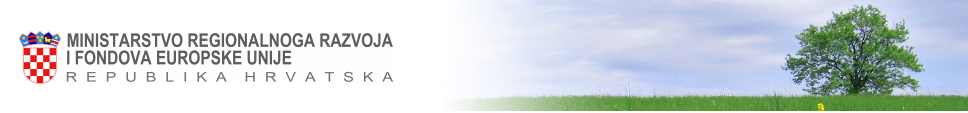 MINISTARSTVO REGIONALNOGA RAZVOJA
I FONDOVA EUROPSKE UNIJE
REPUBLIKA HRVATSKA